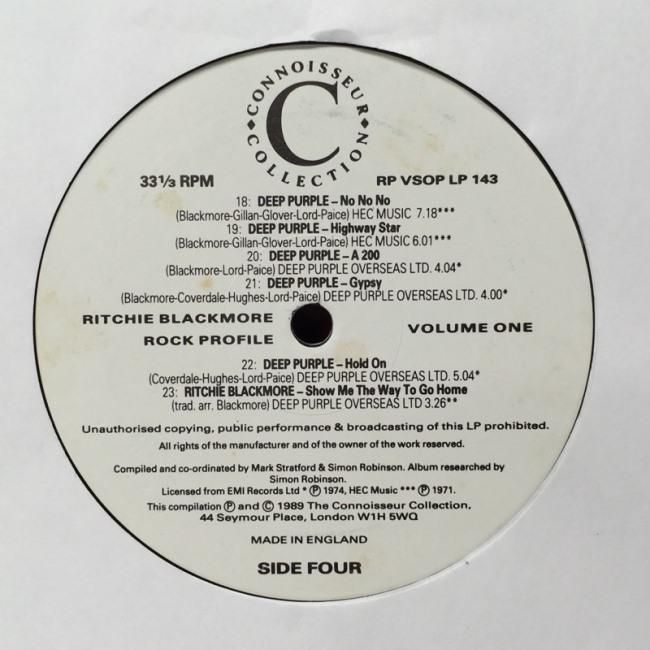 CONNOISSEUR
C
COLLECTION
33⅓ RPM
RP VSOP LP 143
18: DEEP PURPLE – No No No
(Blackmore-Gillan-Glover-Lord-Paice) HEC MUSIC 7.18***
19: DEEP PURPLE – Highway Star
(Blackmore-Gillan-Glover-Lord-Paice) HEC MUSIC 6.01***
20: DEEP PURPLE – A 200
(Blackmore-Lord-Paice) DEEP PURPLE OVERSEAS LTD. 4.04*
21: DEEP PURPLE – Gypsy
(Blackmore-Coverdale-Hughes-Lord-Paice) DEEP PURPLE OVERSEAS LTD. 4.00*
RITCHIE BLACKMORE
ROCK PROFILE
VOLUME ONE
22: DEEP PURPLE – Hold On
(Coverdale-Hughes-Lord-Paice) DEEP PURPLE OVERSEAS LTD. 5.04*
23: RITCHIE BLACKMORE – Show Me The Way To Go Home
(trad. arr. Blackmore) DEEP PURPLE OVERSEAS LTD 3.26**
Unauthorised copying, public performance & broadcasting of this LP prohibited.
All rights of the manufacturer and of the owner of the work reserved.
Compiled and co-ordinated by Mark Stratford & Simon Robinson. Album researched by
Simon Robinson.
Licensed from EMI Records Ltd * ℗ 1974, HEC Music *** ℗ 1971.
This compilation ℗ and © 1989 The Connoisseur Collection,
44 Seymour Place, London W1H 5WQ
MADE IN ENGLAND
SIDE FOUR